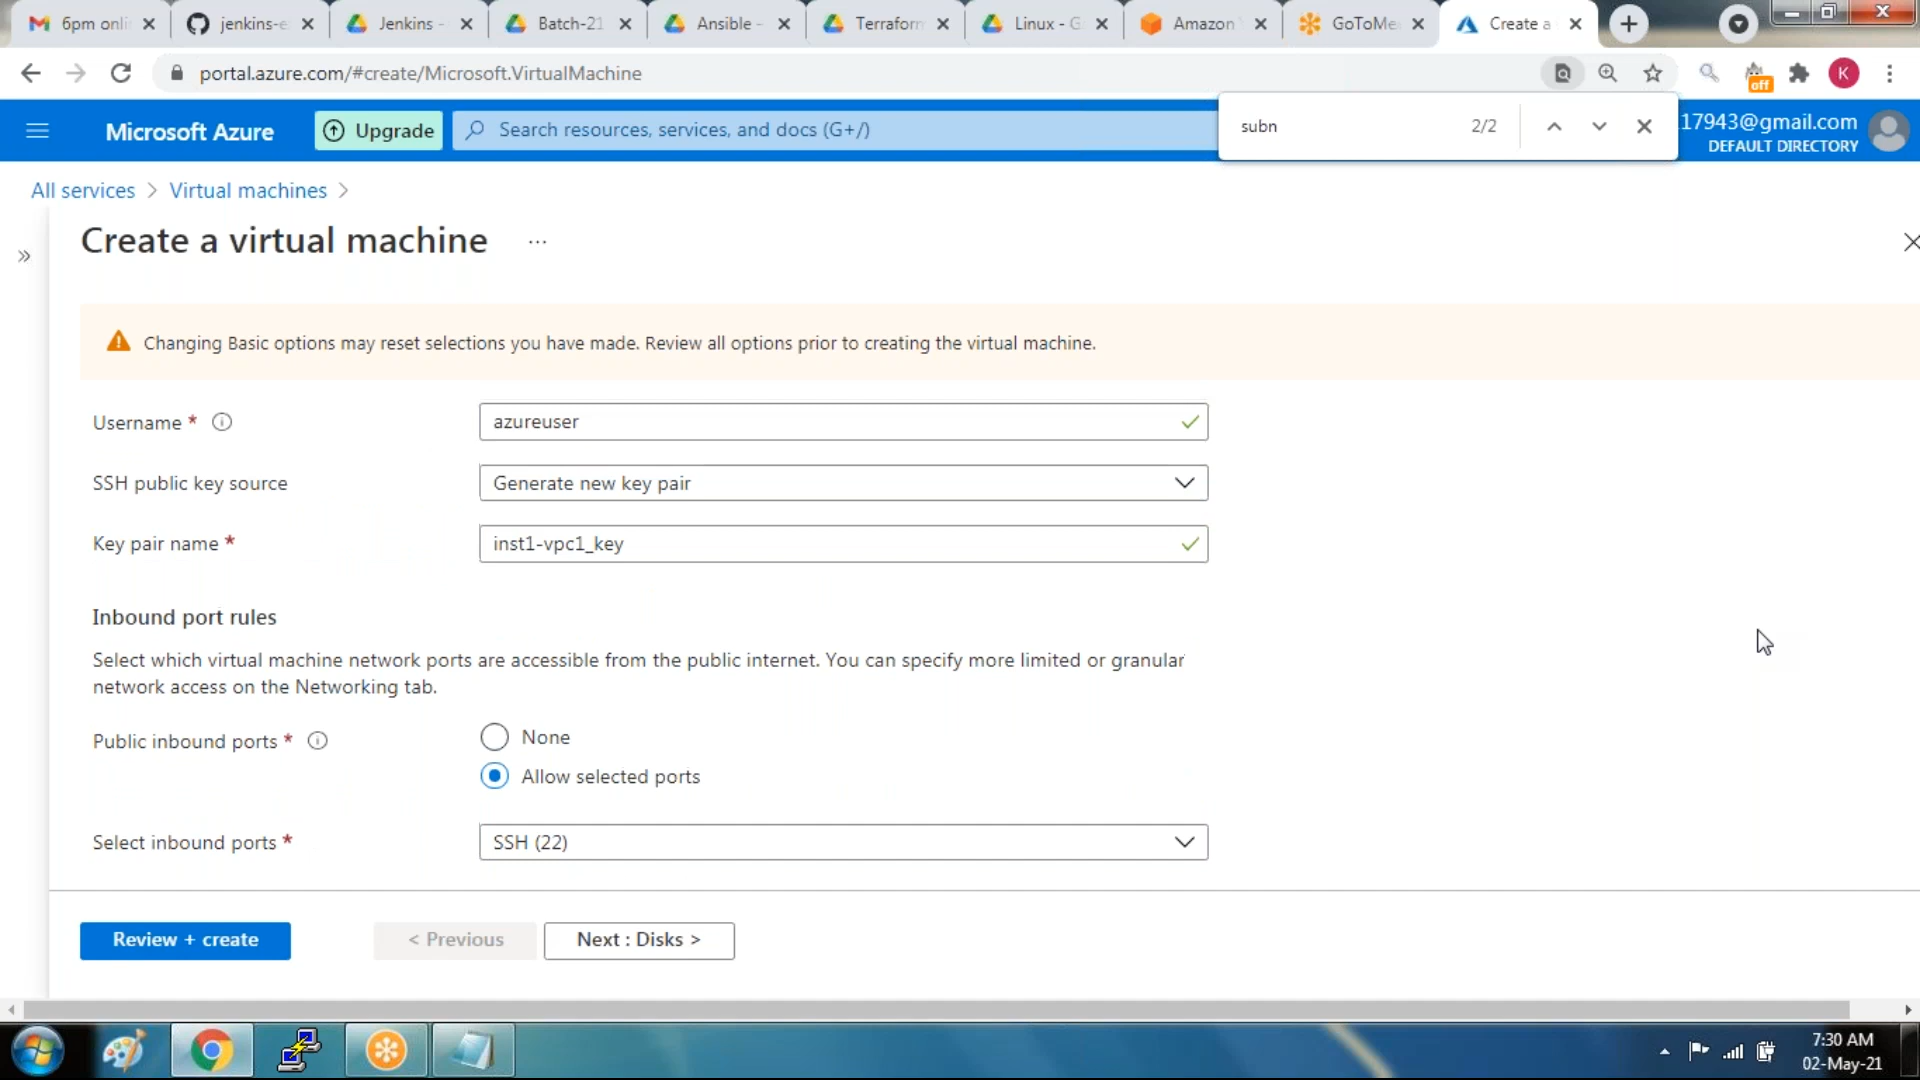 6pm onli
jenkins-e
Jenkins -
Batch-21
Ansible -
Terraform
Linux - G
Amazon
GoToMe
Create a
portal.azure.com/#create/Microsoft.VirtualMachine
off
K
Microsoft Azure
Upgrade
Search resources, services, and docs (G+/)
subn
2/2
17943@gmail.com
DEFAULT DIRECTORY
All services > Virtual machines >
Create a virtual machine ...
Changing Basic options may reset selections you have made. Review all options prior to creating the virtual machine.
Username *
azureuser
SSH public key source
Generate new key pair
Key pair name *
inst1-vpc1_key
Inbound port rules
Select which virtual machine network ports are accessible from the public internet. You can specify more limited or granular
network access on the Networking tab.
Public inbound ports *
None
Allow selected ports
Select inbound ports *
SSH (22)
Review + create
< Previous
Next : Disks >
7:30 AM
02-May-21